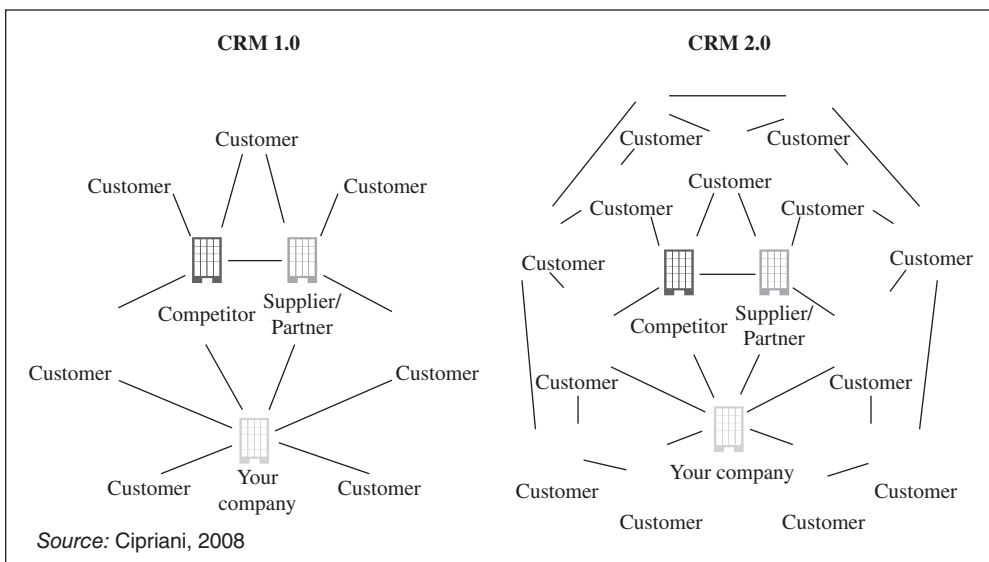 CRM 1.0
Customer
Customer
Customer
Competitor
Supplier/
Partner
Customer
Customer
Customer
Your
company
Customer
CRM 2.0
Customer
Customer
Customer
Customer
Customer
Customer
Customer
Competitor
Supplier/
Partner
Customer
Customer
Your company
Customer
Customer
Customer
Customer
Source: Cipriani, 2008